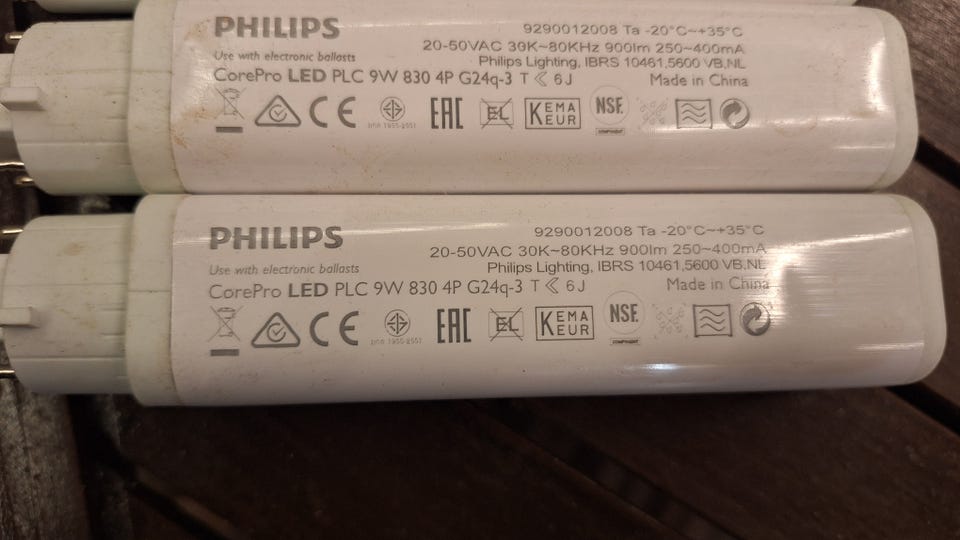 PHILIPS
9290012008 Ta -20°C~+35°C
20-50VAC 30K~80KHz 900lm 250~400mA
Use with electronic ballasts
Philips Lighting, IBRS 10461,5600 VB,NL
CorePro LED PLC 9W 830 4P G24q-3 T 6J
Made in China
CE EAC EL KEMA EUR NSF
COMPONENT
PHILIPS
9290012008 Ta -20°C~+35°C
20-50VAC 30K~80KHz 900lm 250~400mA
Use with electronic ballasts
Philips Lighting, IBRS 10461,5600 VB,NL
CorePro LED PLC 9W 830 4P G24q-3 T 6J
Made in China
CE EAC EL KEMA EUR NSF
COMPONENT